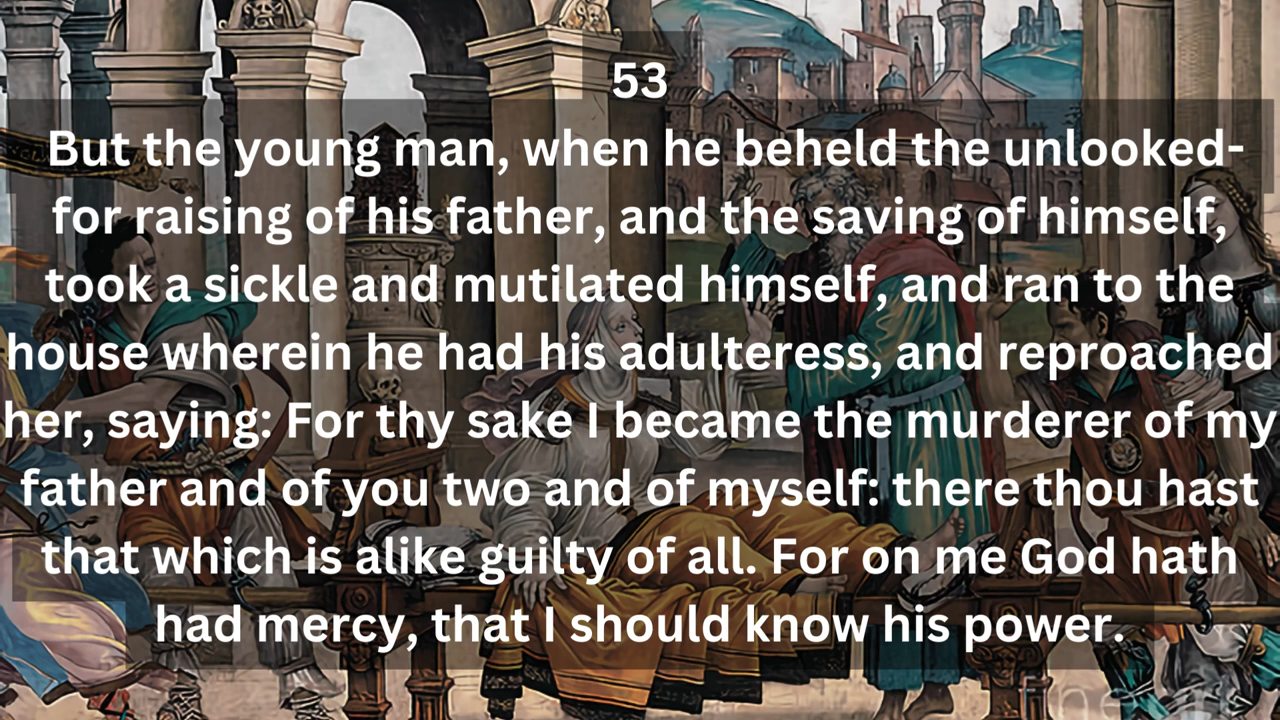 53
But the young man, when he beheld the unlooked-
for raising of his father, and the saving of himself,
took a sickle and mutilated himself, and ran to the
house wherein he had his adulteress, and reproached
her, saying: For thy sake I became the murderer of my
father and of you two and of myself: there thou hast
that which is alike guilty of all. For on me God hath
had mercy, that I should know his power.